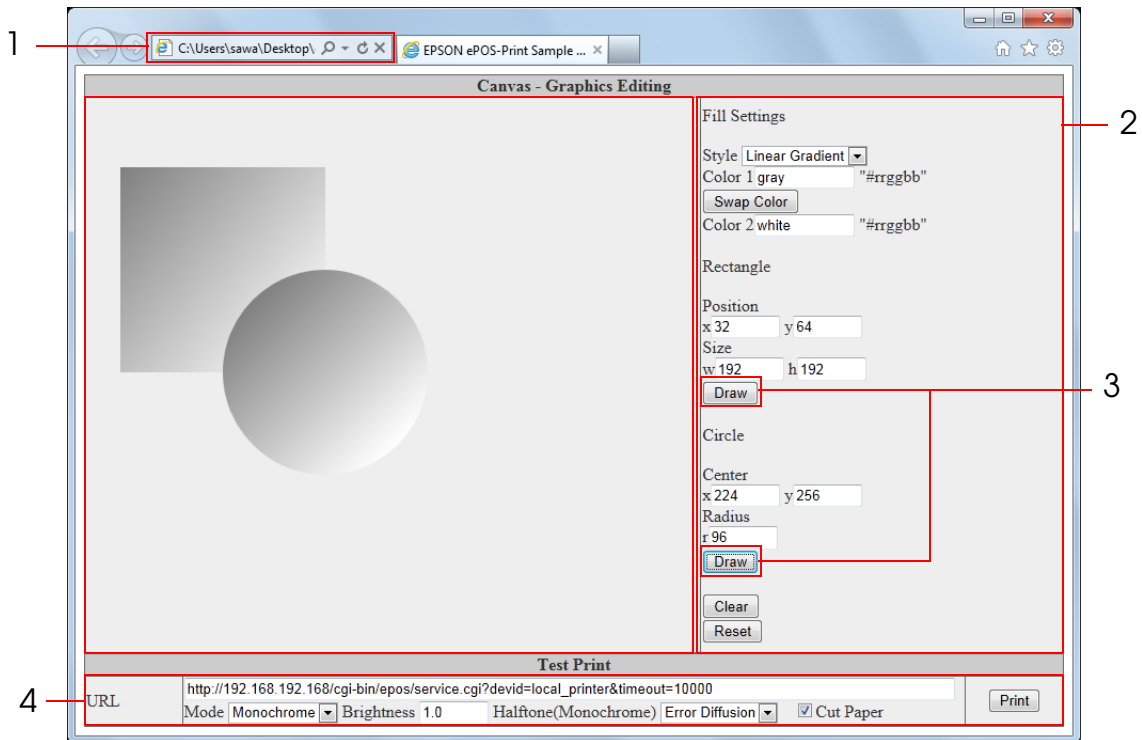 1
C:\Users\sawa\Desktop\
EPSON ePOS-Print Sample ...
Canvas - Graphics Editing
2
Fill Settings
Style Linear Gradient
Color 1 gray "#rrggbb"
Swap Color
Color 2 white "#rrggbb"
Rectangle
Position
x 32 y 64
Size
w 192 h 192
Draw
3
Circle
Center
x 224 y 256
Radius
r 96
Draw
Clear
Reset
Test Print
4
URL
http://192.168.192.168/cgi-bin/epos/service.cgi?devid=local_printer&timeout=10000
Mode Monochrome Brightness 1.0 Halftone(Monochrome) Error Diffusion Cut Paper
Print